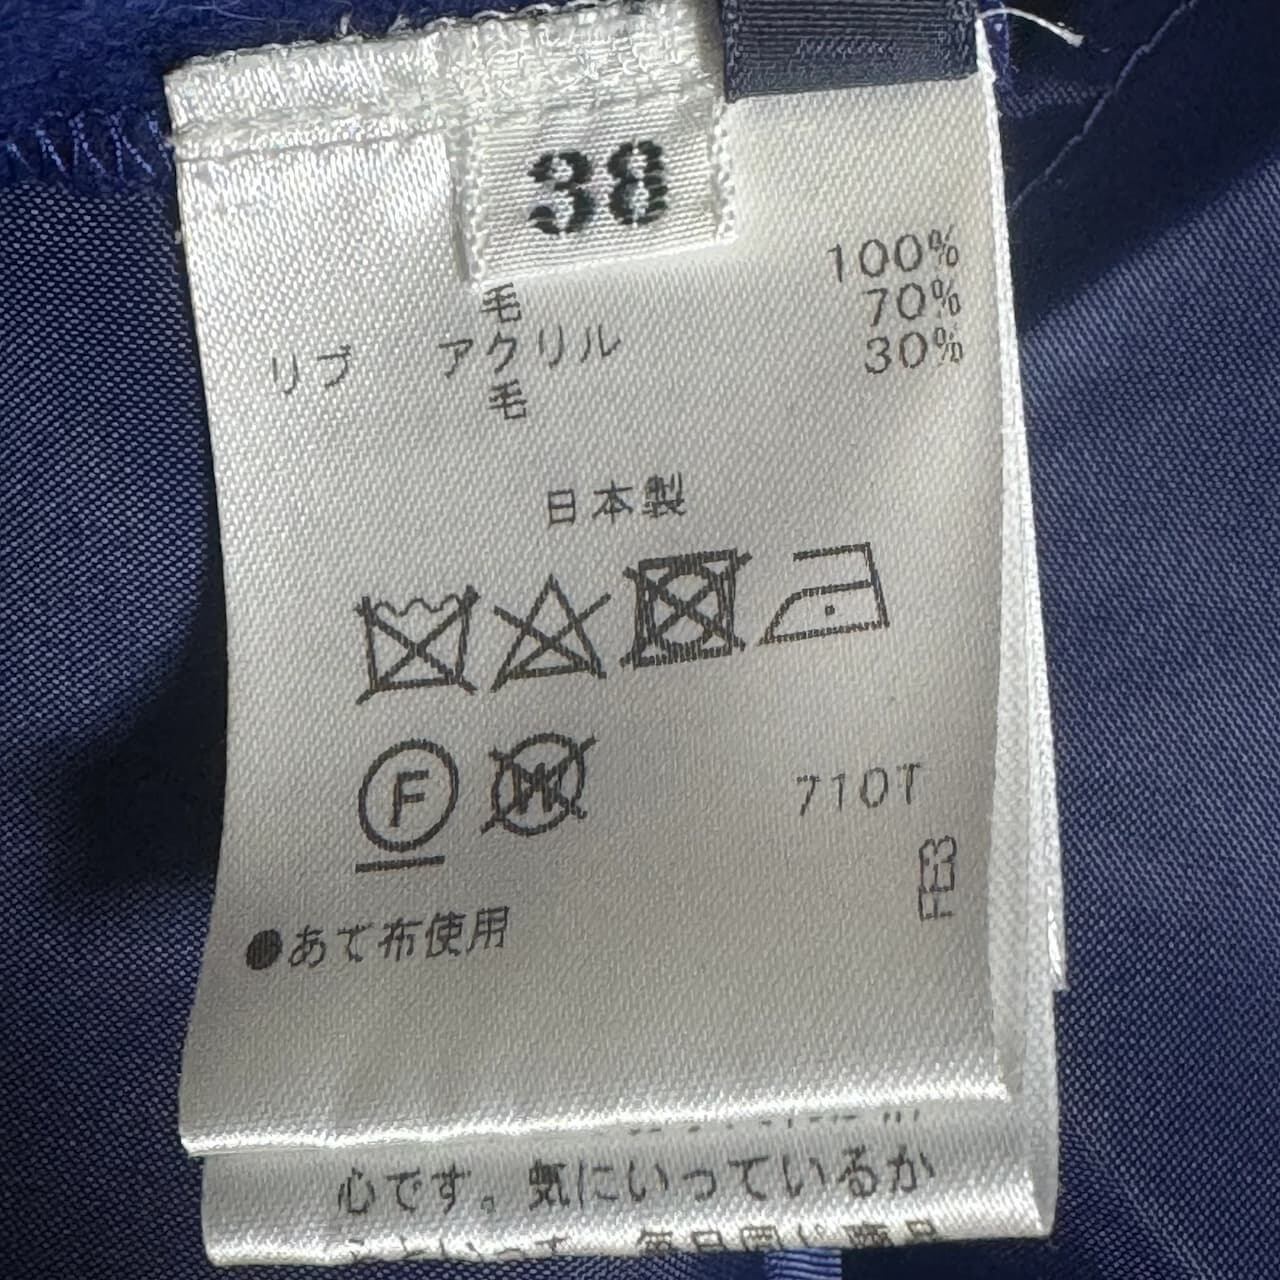 38
毛 100%
リブ アクリル 70%
毛 30%
日本製
F W 710T
FE3
●あて布使用
心です。気にいっているか